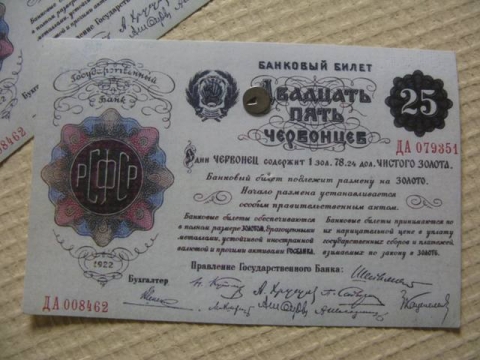 Государственный
Банк
БАНКОВЫЙ БИЛЕТ
ДВАДЦАТЬ
ПЯТЬ
ЧЕРВОНЦЕВ
25
ДА 079351
Один ЧЕРВОНЕЦ содержит 1 зол. 78,24 дол. ЧИСТОГО ЗОЛОТА.
Банковый билет подлежит размену на ЗОЛОТО.
Начало размена устанавливается
особым правительственным актом.
РСФСР
1922
Банковые билеты обеспечиваются
в полном размере ЗОЛОТОМ, драгоценными
металлами, устойчивой иностранной
валютой и прочими активами ГОСБАНКА.
Банковые билеты принимаются по
их нарицательной цене в уплату
государственных сборов и платежей,
взимаемых по закону в ЗОЛОТЕ.
Правление Государственного Банка:
Бухгалтер
ДА 008462
008462